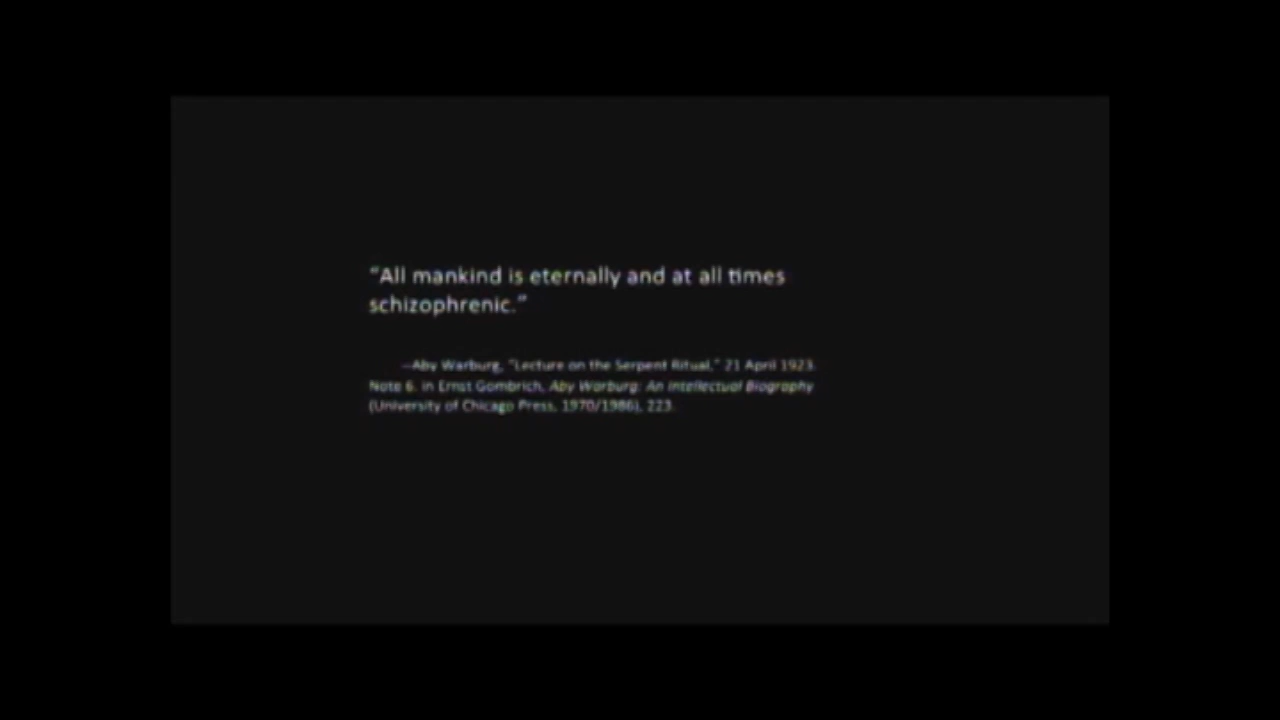 “All mankind is eternally and at all times
schizophrenic.”
—Aby Warburg, “Lecture on the Serpent Ritual,” 21 April 1923.
Note 6. in Ernst Gombrich, Aby Warburg: An Intellectual Biography
(University of Chicago Press, 1970/1986), 223.